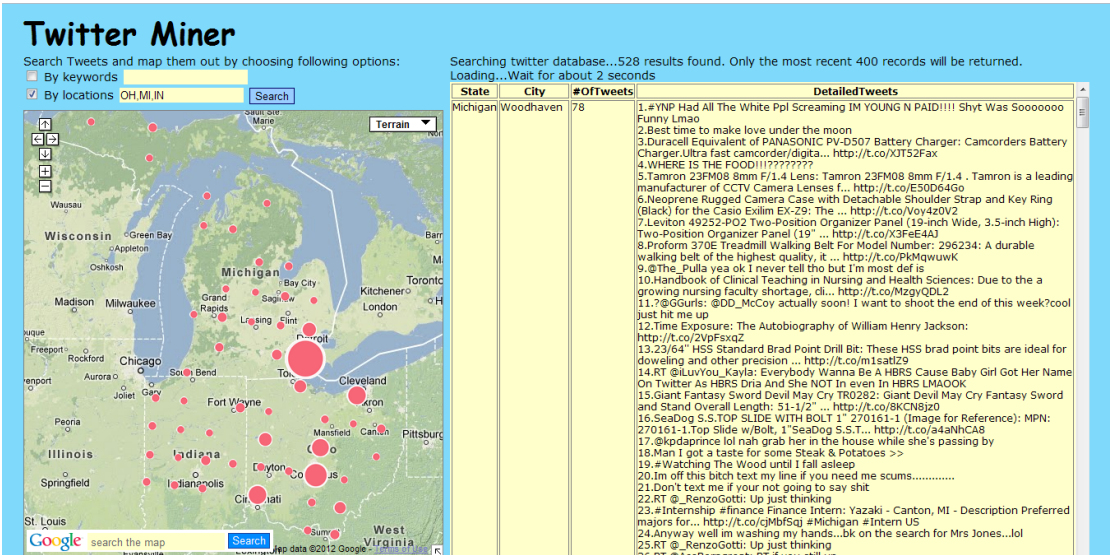 Twitter Miner
Search Tweets and map them out by choosing following options:
By keywords
By locations OH,MI,IN Search
Searching twitter database...528 results found. Only the most recent 400 records will be returned.
Loading...Wait for about 2 seconds
State City #OfTweets DetailedTweets
Michigan Woodhaven 78
1.#YNP Had All The White Ppl Screaming IM YOUNG N PAID!!!! Shyt Was Sooooooo
Funny Lmao
2.Best time to make love under the moon
3.Duracell Equivalent of PANASONIC PV-D507 Battery Charger: Camcorders Battery
Charger.Ultra fast camcorder/digita... http://t.co/XJT52Fax
4.WHERE IS THE FOOD!!!????????
5.Tamron 23FM08 8mm F/1.4 Lens: Tamron 23FM08 8mm F/1.4 . Tamron is a leading
manufacturer of CCTV Camera Lenses f... http://t.co/E50D64Go
6.Neoprene Rugged Camera Case with Detachable Shoulder Strap and Key Ring
(Black) for the Casio Exilim EX-Z9: The ... http://t.co/Voy4z0V2
7.Leviton 49252-PO2 Two-Position Organizer Panel (19-inch Wide, 3.5-inch High):
Two-Position Organizer Panel (19" ... http://t.co/X3FeE4AJ
8.Proform 370E Treadmill Walking Belt For Model Number: 296234: A durable
walking belt of the highest quality, it ... http://t.co/PkMqwuwK
9.@The_Pulla yea ok I never tell tho but I'm most def is
10.Handbook of Clinical Teaching in Nursing and Health Sciences: Due to the a
growing nursing faculty shortage, cli... http://t.co/MzgyQDL2
11.?@GGurls: @DD_McCoy actually soon! I want to shoot the end of this week?cool
just hit me up
12.Time Exposure: The Autobiography of William Henry Jackson:
http://t.co/2VpFsxqZ
13.23/64" HSS Standard Brad Point Drill Bit: These HSS brad point bits are ideal for
doweling and other precision ... http://t.co/m1satlZ9
14.RT @iLuvYou_Kayla: Everybody Wanna Be A HBRS Cause Baby Girl Got Her Name
On Twitter As HBRS Dria And She NOT In even In HBRS LMAOOK
15.Giant Fantasy Sword Devil May Cry TR0282: Giant Devil May Cry Fantasy Sword
and Stand Overall Length: 51-1/2" ... http://t.co/8KCN8jz0
16.SeaDog S.S.TOP SLIDE WITH BOLT 1" 270161-1 (Image for Reference): MPN:
270161-1.Top Slide w/Bolt, 1"SeaDog S.S.T... http://t.co/a4aNhCA8
17.@kpdaprince lol nah grab her in the house while she's passing by
18.Man I got a taste for some Steak & Potatoes >>
19.#Watching The Wood until I fall asleep
20.Im off this bitch text my line if you need me scums.............
21.Don't text me if your not going to say shit
22.RT @_RenzoGotti: Up just thinking
23.#Internship #finance Finance Intern: Yazaki - Canton, MI - Description Preferred
majors for... http://t.co/cjMbfSqj #Michigan #Intern US
24.Anyway well im washing my hands...bk on the search for Mrs Jones...lol
25.RT @_RenzoGotti: Up just thinking
Terrain
Sault Ste.
Marie
Wausau
Wisconsin
Green Bay
Appleton
Oshkosh
Michigan
Bay City
Saginaw
Kitchener
Toronto
Grand
Rapids
London
Madison
Milwaukee
Lansing
Flint
Detroit
Freeport
Rockford
Chicago
Aurora
Joliet
Gary
South Bend
Cleveland
Fort Wayne
Akron
Peoria
Mansfield
Canton
Pittsburg
Illinois
Indiana
Ohio
Dayton
Columbus
Springfield
Indianapolis
Cincinnati
St. Louis
West
Virginia
Google search the map Search
Map data ©2012 Google - Terms of Use